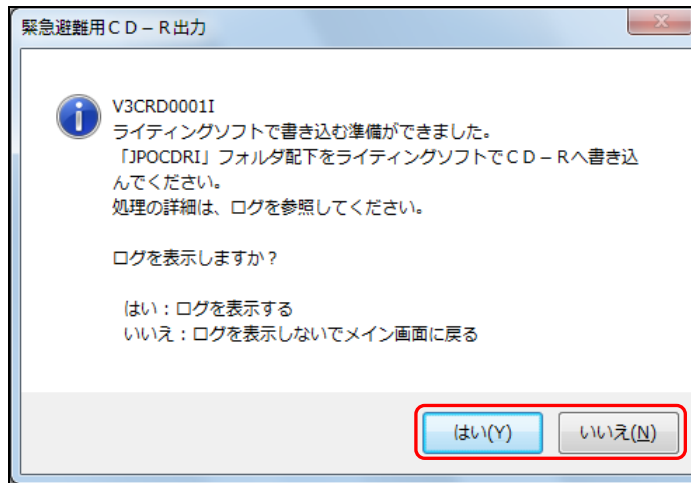 緊急避難用ＣＤ－Ｒ出力
V3CRD0001I
ライティングソフトで書き込む準備ができました。
「JPOCDRI」フォルダ配下をライティングソフトでＣＤ－Ｒへ書き込
んでください。
処理の詳細は、ログを参照してください。
ログを表示しますか？
はい：ログを表示する
いいえ：ログを表示しないでメイン画面に戻る
はい(Y)
いいえ(N)